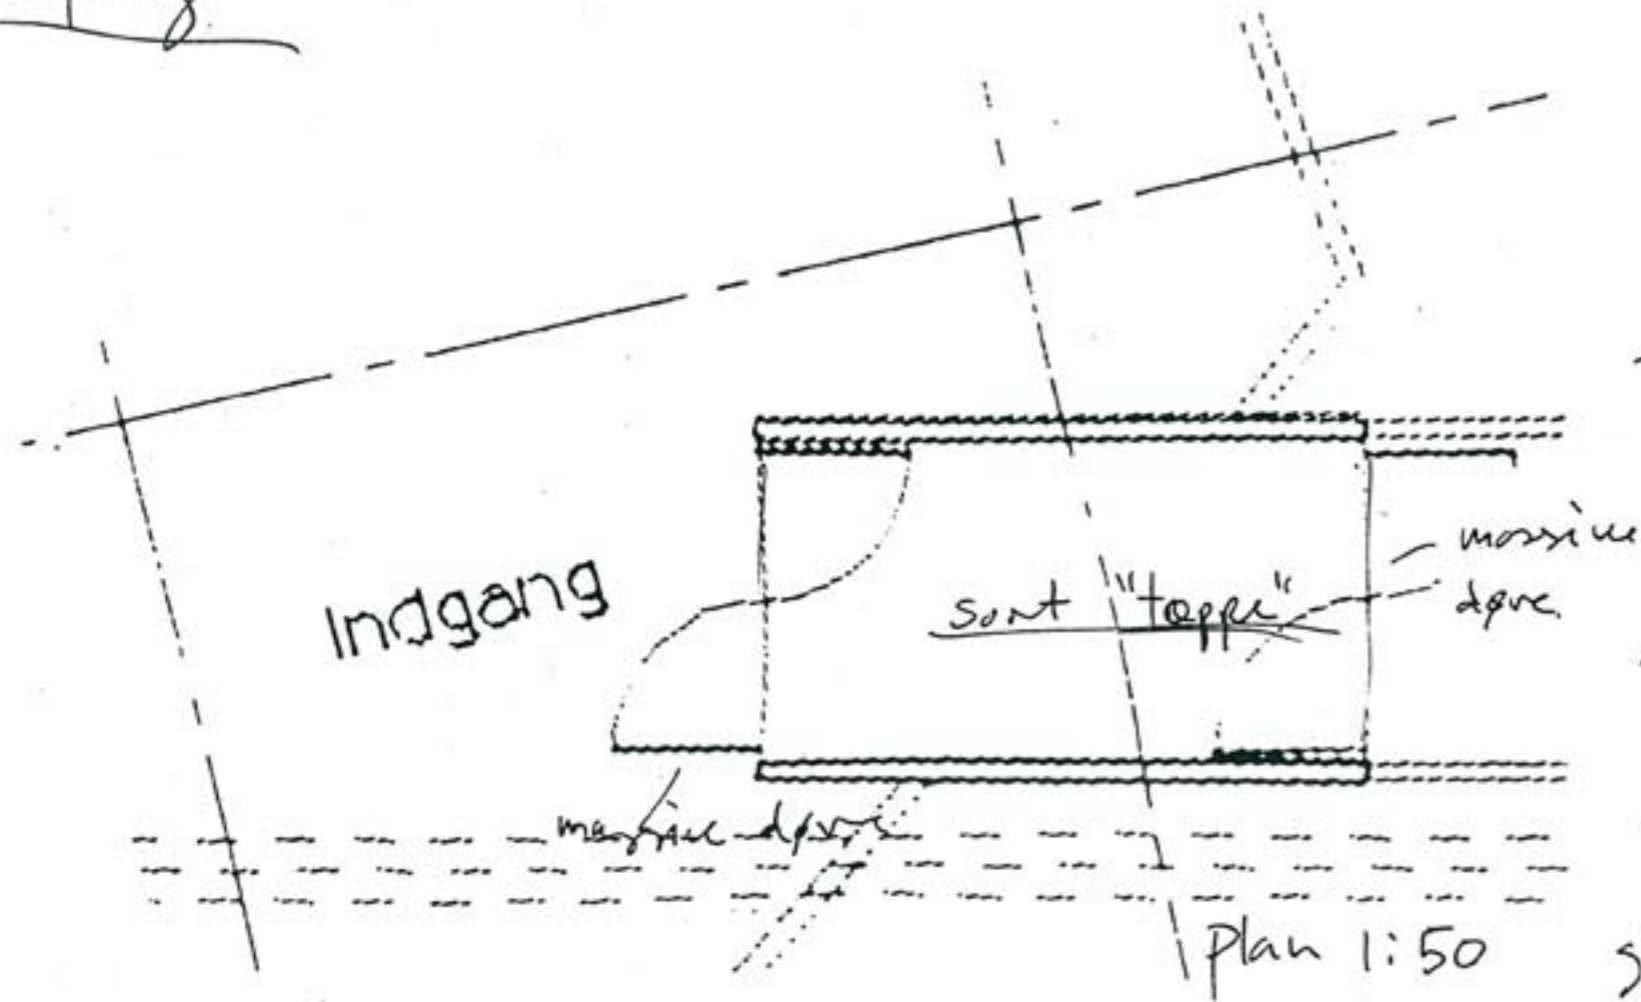 massive
døre
Indgang
sort "tæppe"
massive døre
plan 1:50